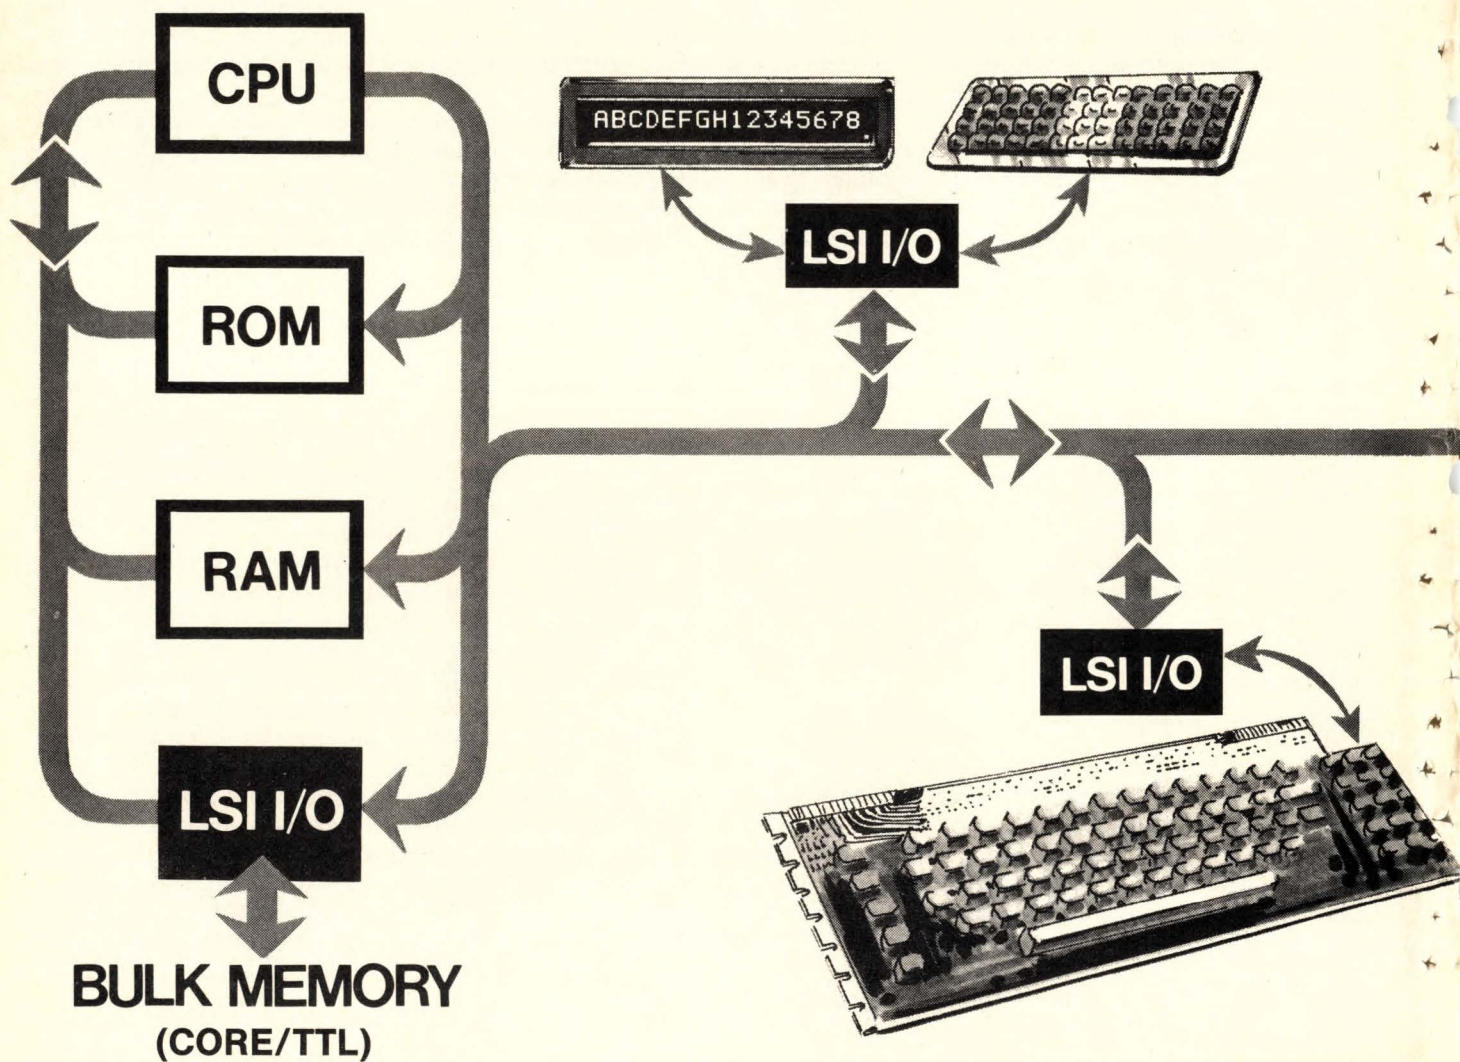 CPU
ABCDEFGH12345678
LSI I/O
ROM
RAM
LSI I/O
LSI I/O
BULK MEMORY
(CORE/TTL)